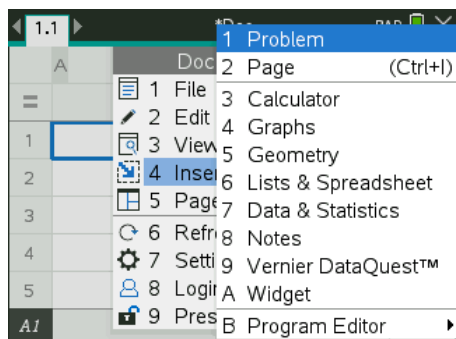 1.1 *Doc RAD
A
=
1
2
3
4
5
A1
Doc
1 File
2 Edit
3 View
4 Inser
5 Page
6 Refr
7 Setti
8 Login
9 Pres
1 Problem
2 Page (Ctrl+I)
3 Calculator
4 Graphs
5 Geometry
6 Lists & Spreadsheet
7 Data & Statistics
8 Notes
9 Vernier DataQuest™
A Widget
B Program Editor